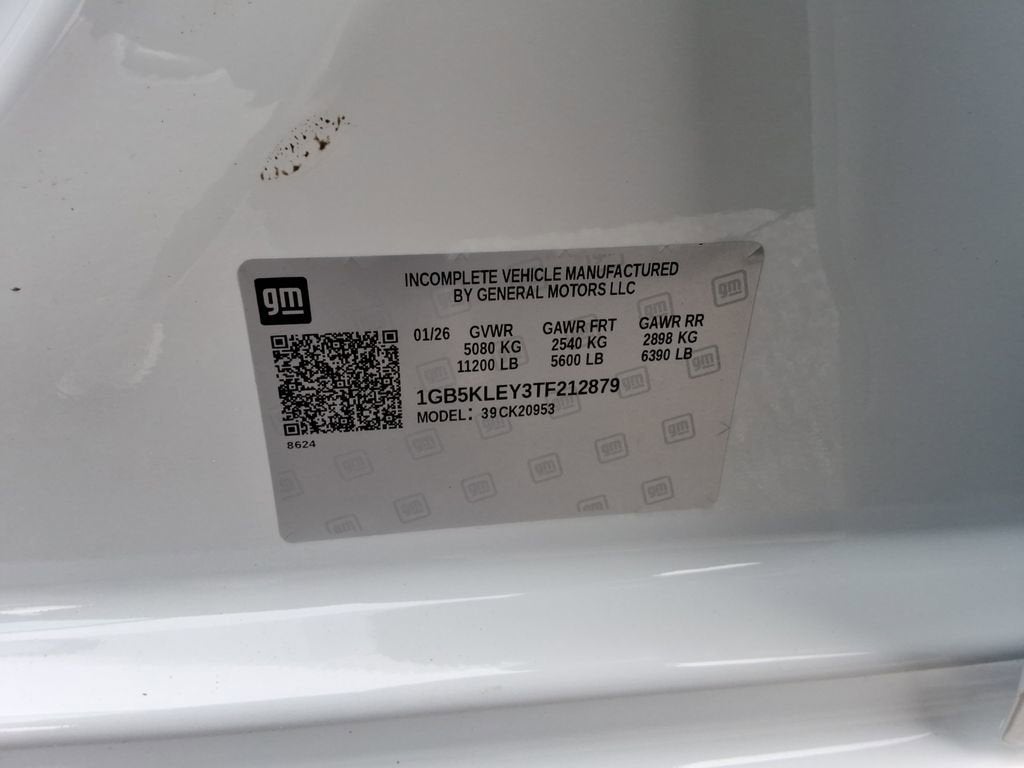 gm
INCOMPLETE VEHICLE MANUFACTURED
BY GENERAL MOTORS LLC
01/26 GVWR GAWR FRT GAWR RR
5080 KG 2540 KG 2898 KG
11200 LB 5600 LB 6390 LB
1GB5KLEY3TF212879
MODEL: 39CK20953
8624